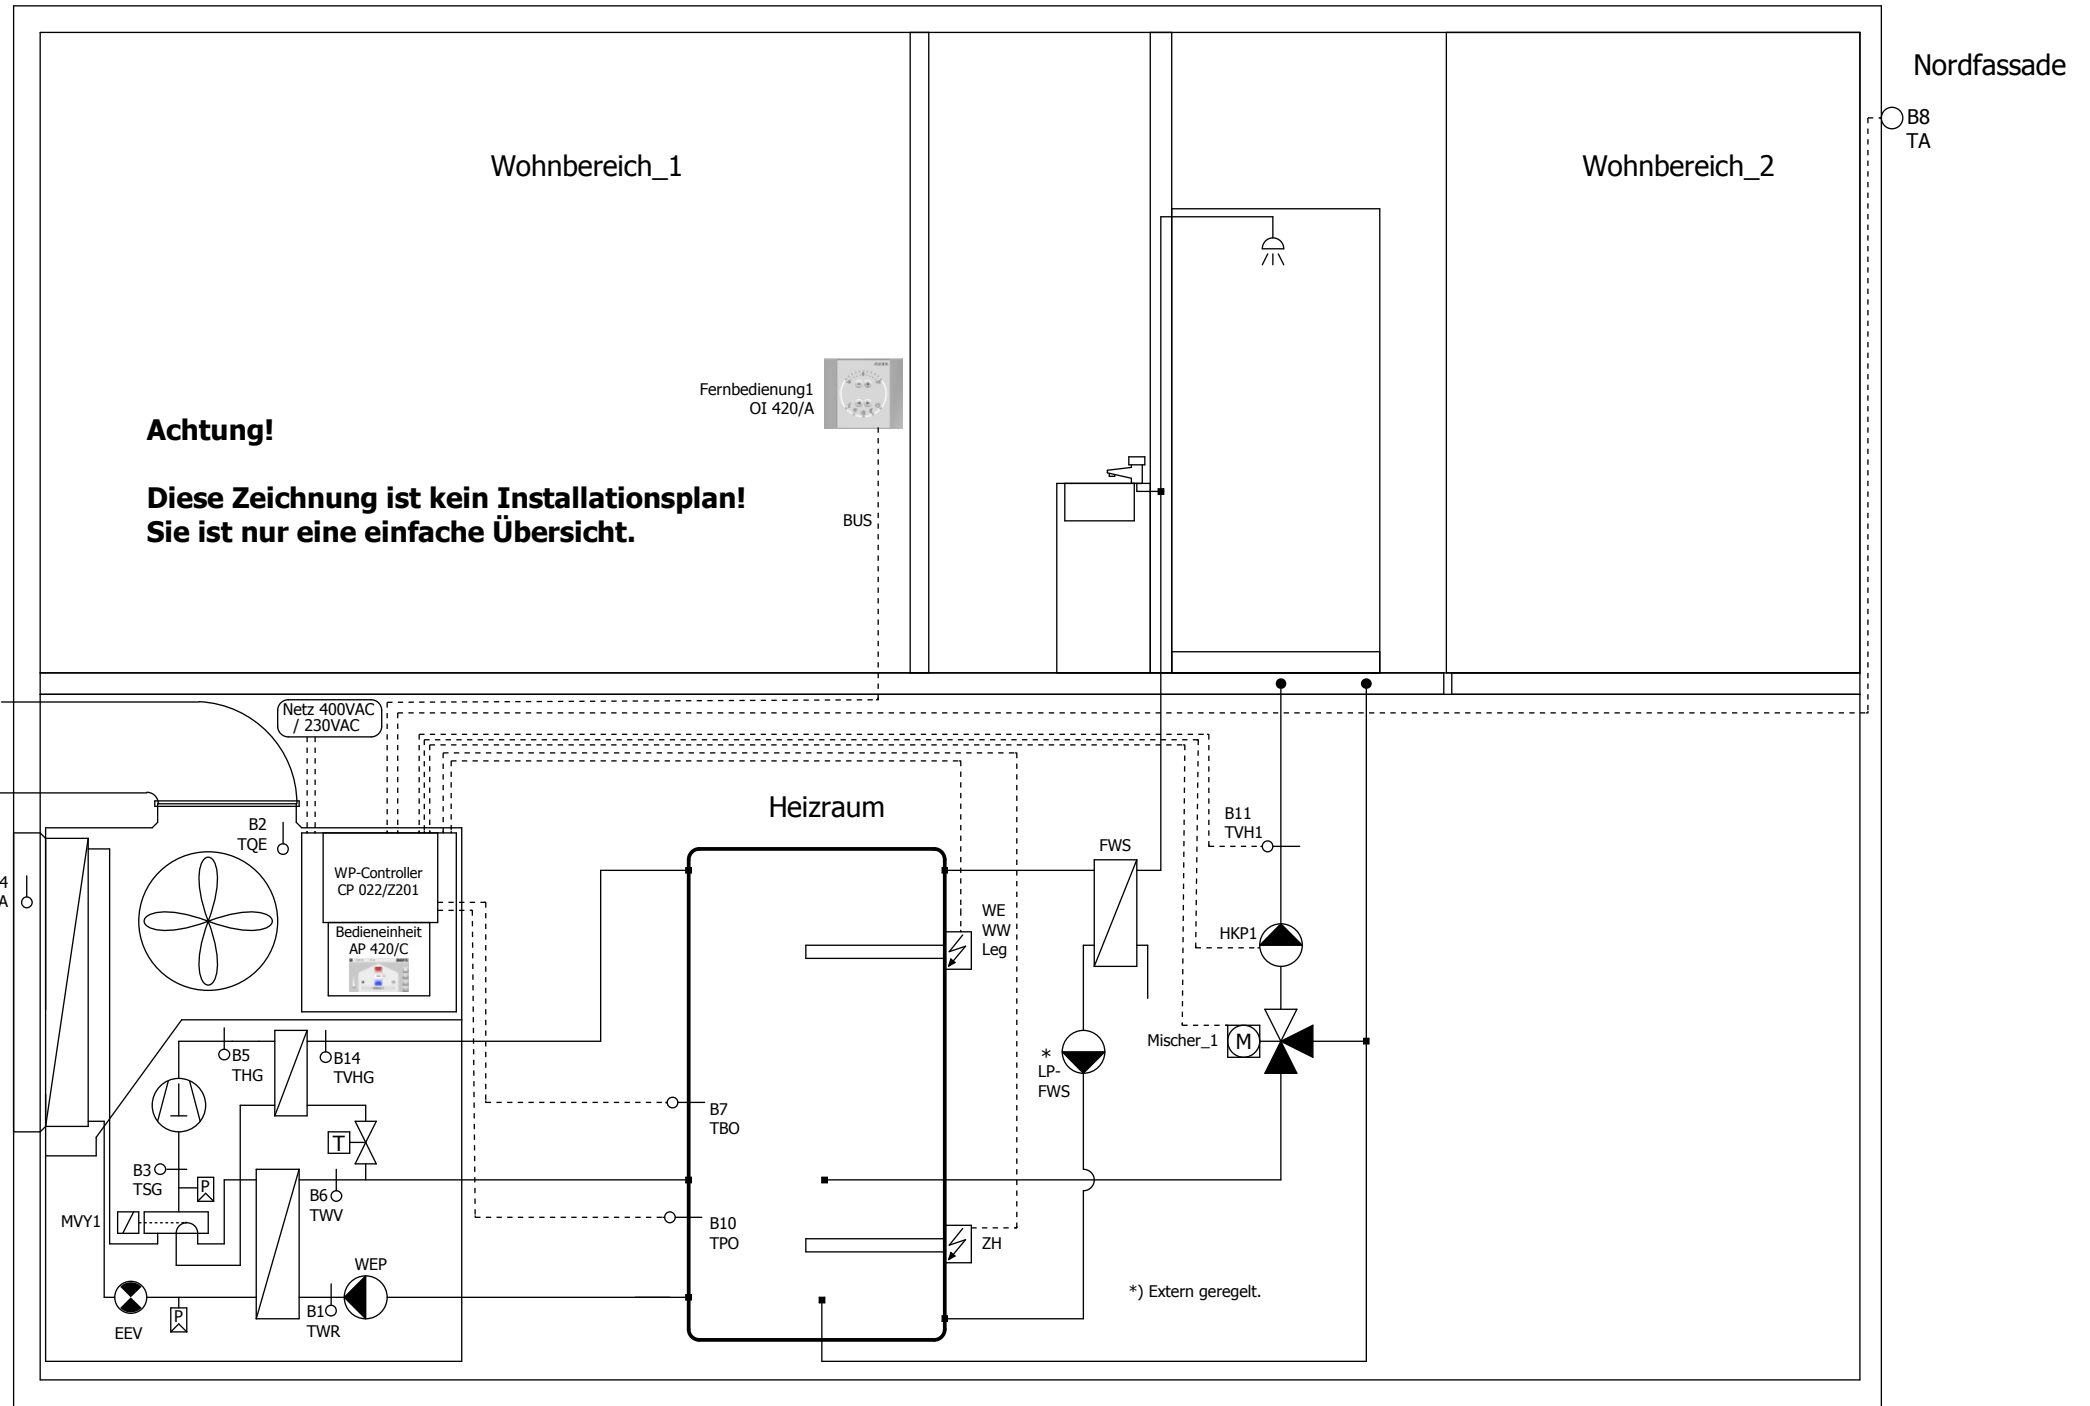 Nordfassade
B8
TA
Wohnbereich_1
Wohnbereich_2
Fernbedienung1
OI 420/A
Achtung!
Diese Zeichnung ist kein Installationsplan!
Sie ist nur eine einfache Übersicht.
BUS
Netz 400VAC
/ 230VAC
Heizraum
B2
TQE
WP-Controller
CP 022/Z201
Bedieneinheit
AP 420/C
4
A
B11
TVH1
FWS
WE
WW
Leg
HKP1
Mischer_1
M
*
LP-
FWS
B5
THG
B14
TVHG
T
B7
TBO
B3
TSG
P
B6
TWV
MVY1
B10
TPO
ZH
WEP
*) Extern geregelt.
P
B1
TWR
EEV